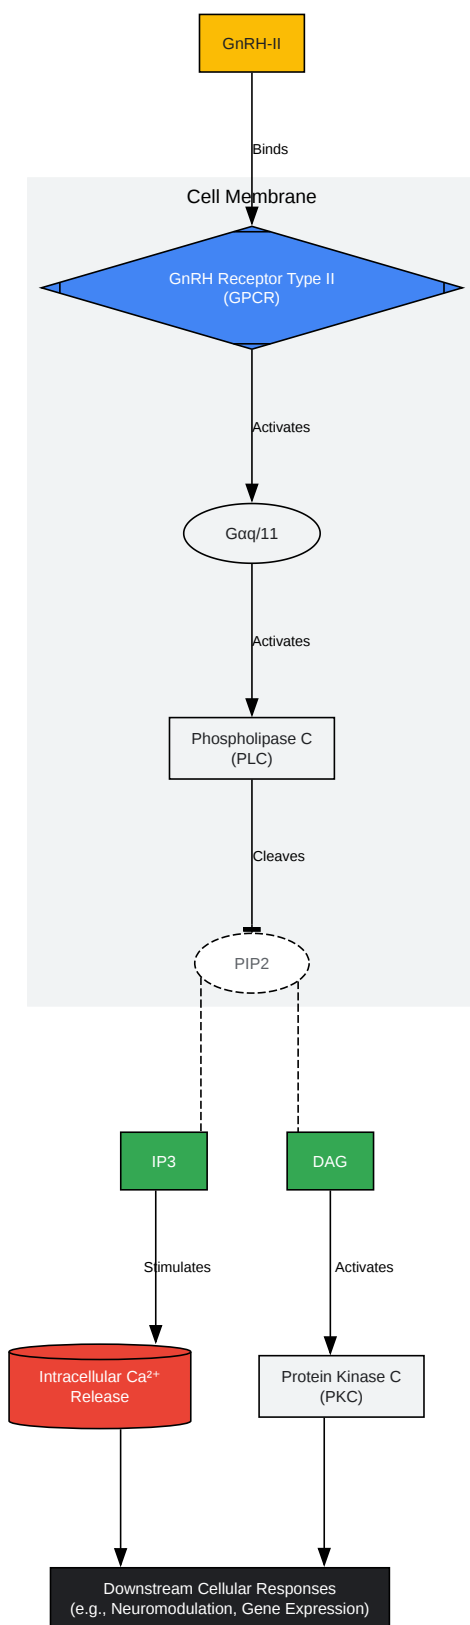 GnRH-II
Binds
Cell Membrane
GnRH Receptor Type II
(GPCR)
Activates
Gαq/11
Activates
Phospholipase C
(PLC)
Cleaves
PIP2
IP3
DAG
Stimulates
Activates
Intracellular Ca²⁺
Release
Protein Kinase C
(PKC)
Downstream Cellular Responses
(e.g., Neuromodulation, Gene Expression)